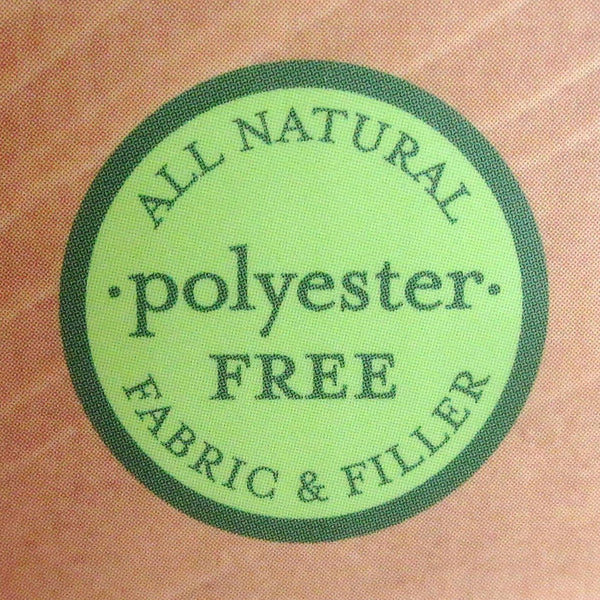 ALL NATURAL
·polyester·
FREE
FABRIC & FILLER